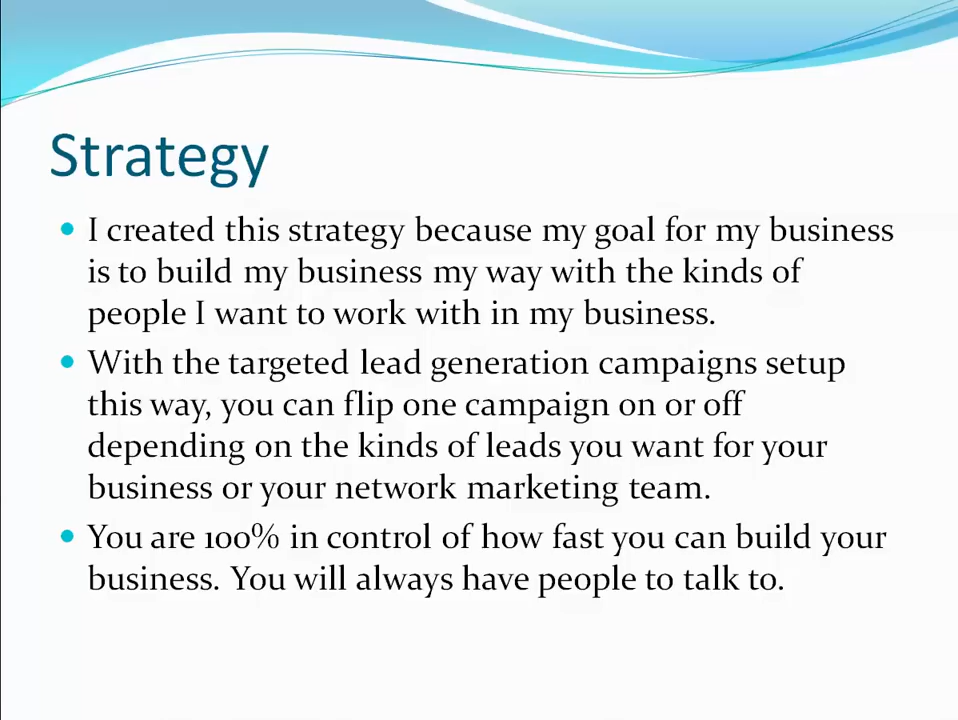 Strategy
I created this strategy because my goal for my business
is to build my business my way with the kinds of
people I want to work with in my business.
With the targeted lead generation campaigns setup
this way, you can flip one campaign on or off
depending on the kinds of leads you want for your
business or your network marketing team.
You are 100% in control of how fast you can build your
business. You will always have people to talk to.